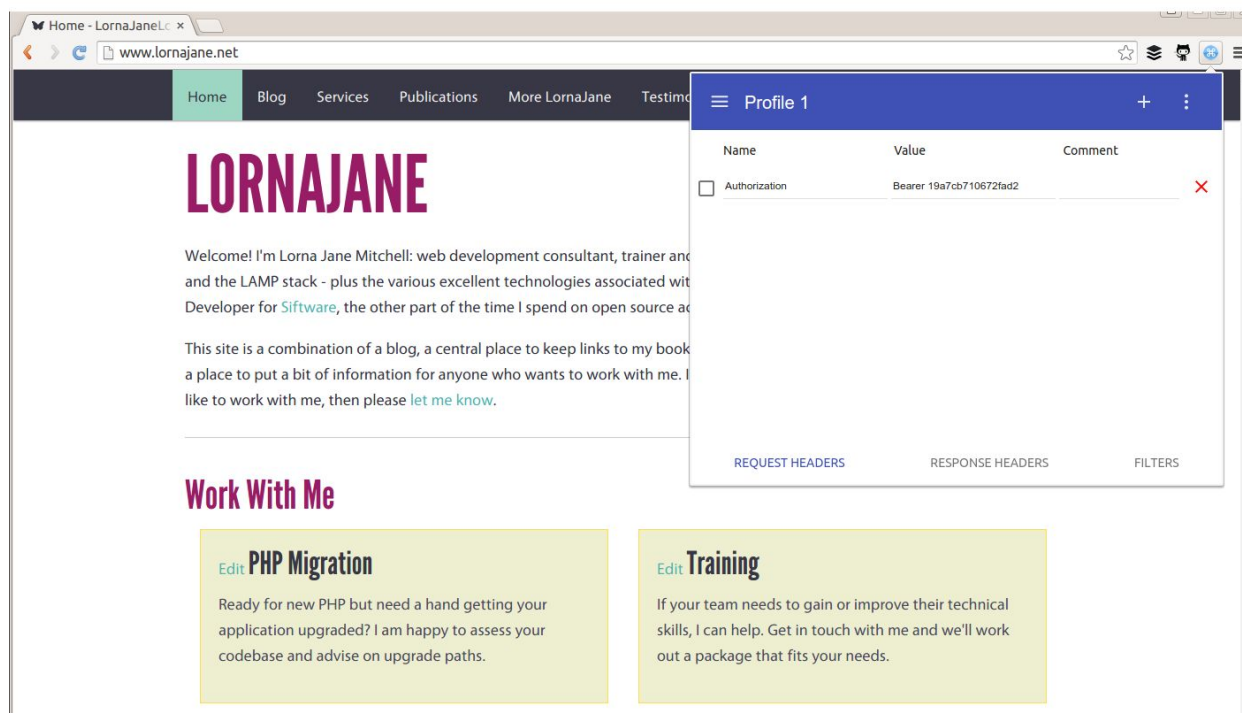 Home - LornaJaneLo
www.lornajane.net
Home Blog Services Publications More LornaJane
Profile 1
Name Value Comment
Authorization Bearer 19a7cb710672fad2
REQUEST HEADERS RESPONSE HEADERS FILTERS
LORNAJANE
Welcome! I'm Lorna Jane Mitchell: web development consultant, trainer and
and the LAMP stack - plus the various excellent technologies associated wit
Developer for Siftware, the other part of the time I spend on open source
This site is a combination of a blog, a central place to keep links to my book
a place to put a bit of information for anyone who wants to work with me. I
like to work with me, then please let me know.
Work With Me
Edit PHP Migration
Ready for new PHP but need a hand getting your
application upgraded? I am happy to assess your
codebase and advise on upgrade paths.
Edit Training
If your team needs to gain or improve their technical
skills, I can help. Get in touch with me and we'll work
out a package that fits your needs.